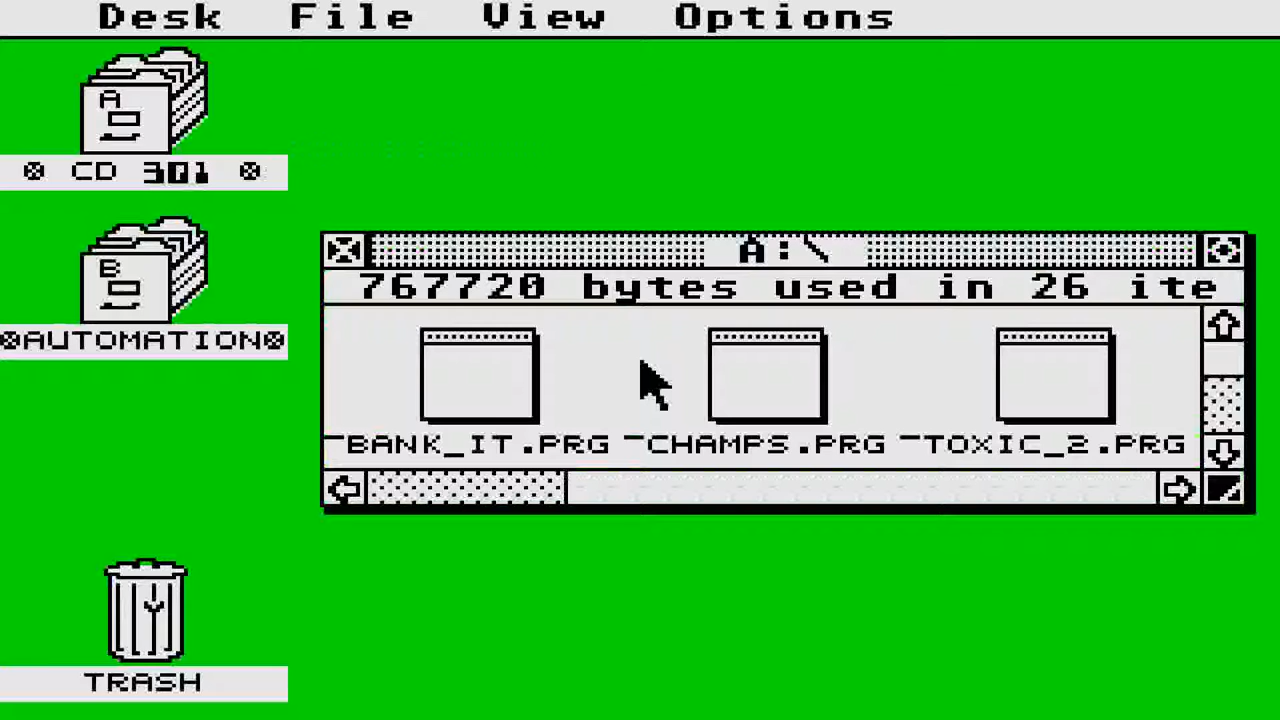 Desk File View Options
A
CD 301
B
AUTOMATION
TRASH
A:\
767720 bytes used in 26 ite
¯BANK_IT.PRG ¯CHAMPS.PRG ¯TOXIC_2.PRG